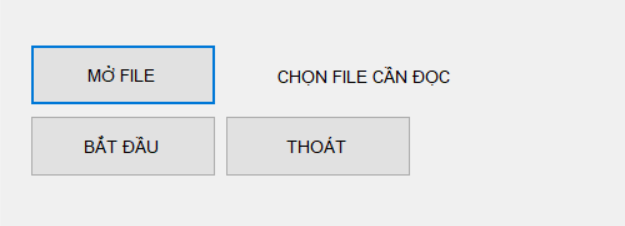 MỞ FILE
CHỌN FILE CẦN ĐỌC
BẮT ĐẦU
THOÁT